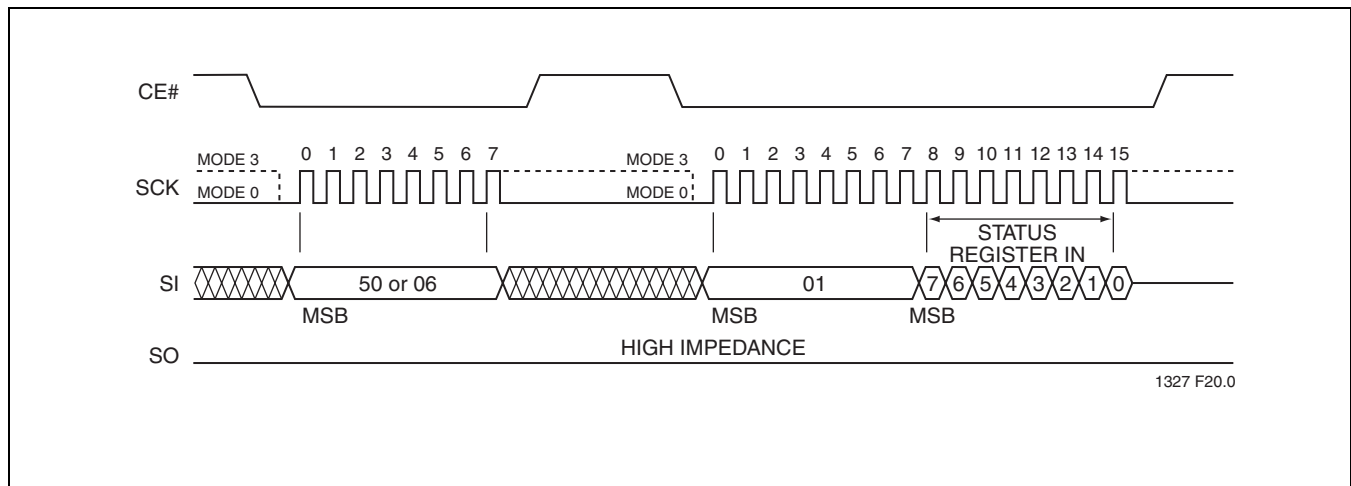 CE#
MODE 3 0 1 2 3 4 5 6 7 MODE 3 0 1 2 3 4 5 6 7 8 9 10 11 12 13 14 15
SCK MODE 0 MODE 0
STATUS
REGISTER IN
SI 50 or 06 01 7 6 5 4 3 2 1 0
MSB MSB MSB
SO HIGH IMPEDANCE
1327 F20.0